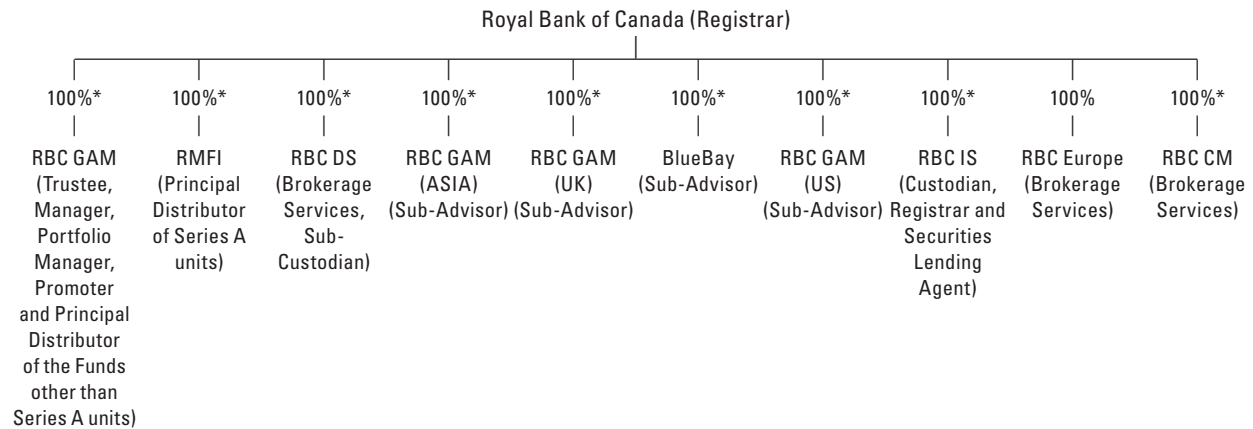 Royal Bank of Canada (Registrar)
100%*
100%*
100%*
100%*
100%*
100%*
100%*
100%*
100%
100%*
RBC GAM
(Trustee,
Manager,
Portfolio
Manager,
Promoter
and Principal
Distributor
of the Funds
other than
Series A units)
RMFI
(Principal
Distributor
of Series A
units)
RBC DS
(Brokerage
Services,
Sub-
Custodian)
RBC GAM
(ASIA)
(Sub-Advisor)
RBC GAM
(UK)
(Sub-Advisor)
BlueBay
(Sub-Advisor)
RBC GAM
(US)
(Sub-Advisor)
RBC IS
(Custodian,
Registrar and
Securities
Lending
Agent)
RBC Europe
(Brokerage
Services)
RBC CM
(Brokerage
Services)